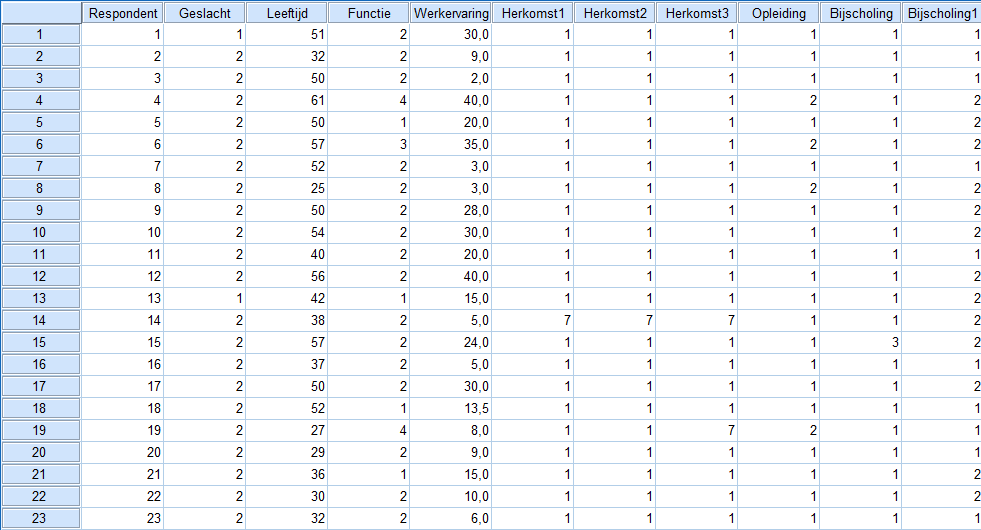 Respondent Geslacht Leeftijd Functie Werkervaring Herkomst1 Herkomst2 Herkomst3 Opleiding Bijscholing Bijscholing1
1 1 1 51 2 30,0 1 1 1 1 1 1
2 2 2 32 2 9,0 1 1 1 1 1 1
3 3 2 50 2 2,0 1 1 1 1 1 1
4 4 2 61 4 40,0 1 1 1 2 1 2
5 5 2 50 1 20,0 1 1 1 1 1 2
6 6 2 57 3 35,0 1 1 1 2 1 2
7 7 2 52 2 3,0 1 1 1 1 1 1
8 8 2 25 2 3,0 1 1 1 2 1 2
9 9 2 50 2 28,0 1 1 1 1 1 2
10 10 2 54 2 30,0 1 1 1 1 1 2
11 11 2 40 2 20,0 1 1 1 1 1 1
12 12 2 56 2 40,0 1 1 1 1 1 2
13 13 1 42 1 15,0 1 1 1 1 1 2
14 14 2 38 2 5,0 7 7 7 1 1 2
15 15 2 57 2 24,0 1 1 1 1 3 2
16 16 2 37 2 5,0 1 1 1 1 1 1
17 17 2 50 2 30,0 1 1 1 1 1 2
18 18 2 52 1 13,5 1 1 1 1 1 1
19 19 2 27 4 8,0 1 1 7 2 1 1
20 20 2 29 2 9,0 1 1 1 1 1 1
21 21 2 36 1 15,0 1 1 1 1 1 2
22 22 2 30 2 10,0 1 1 1 1 1 2
23 23 2 32 2 6,0 1 1 1 1 1 1